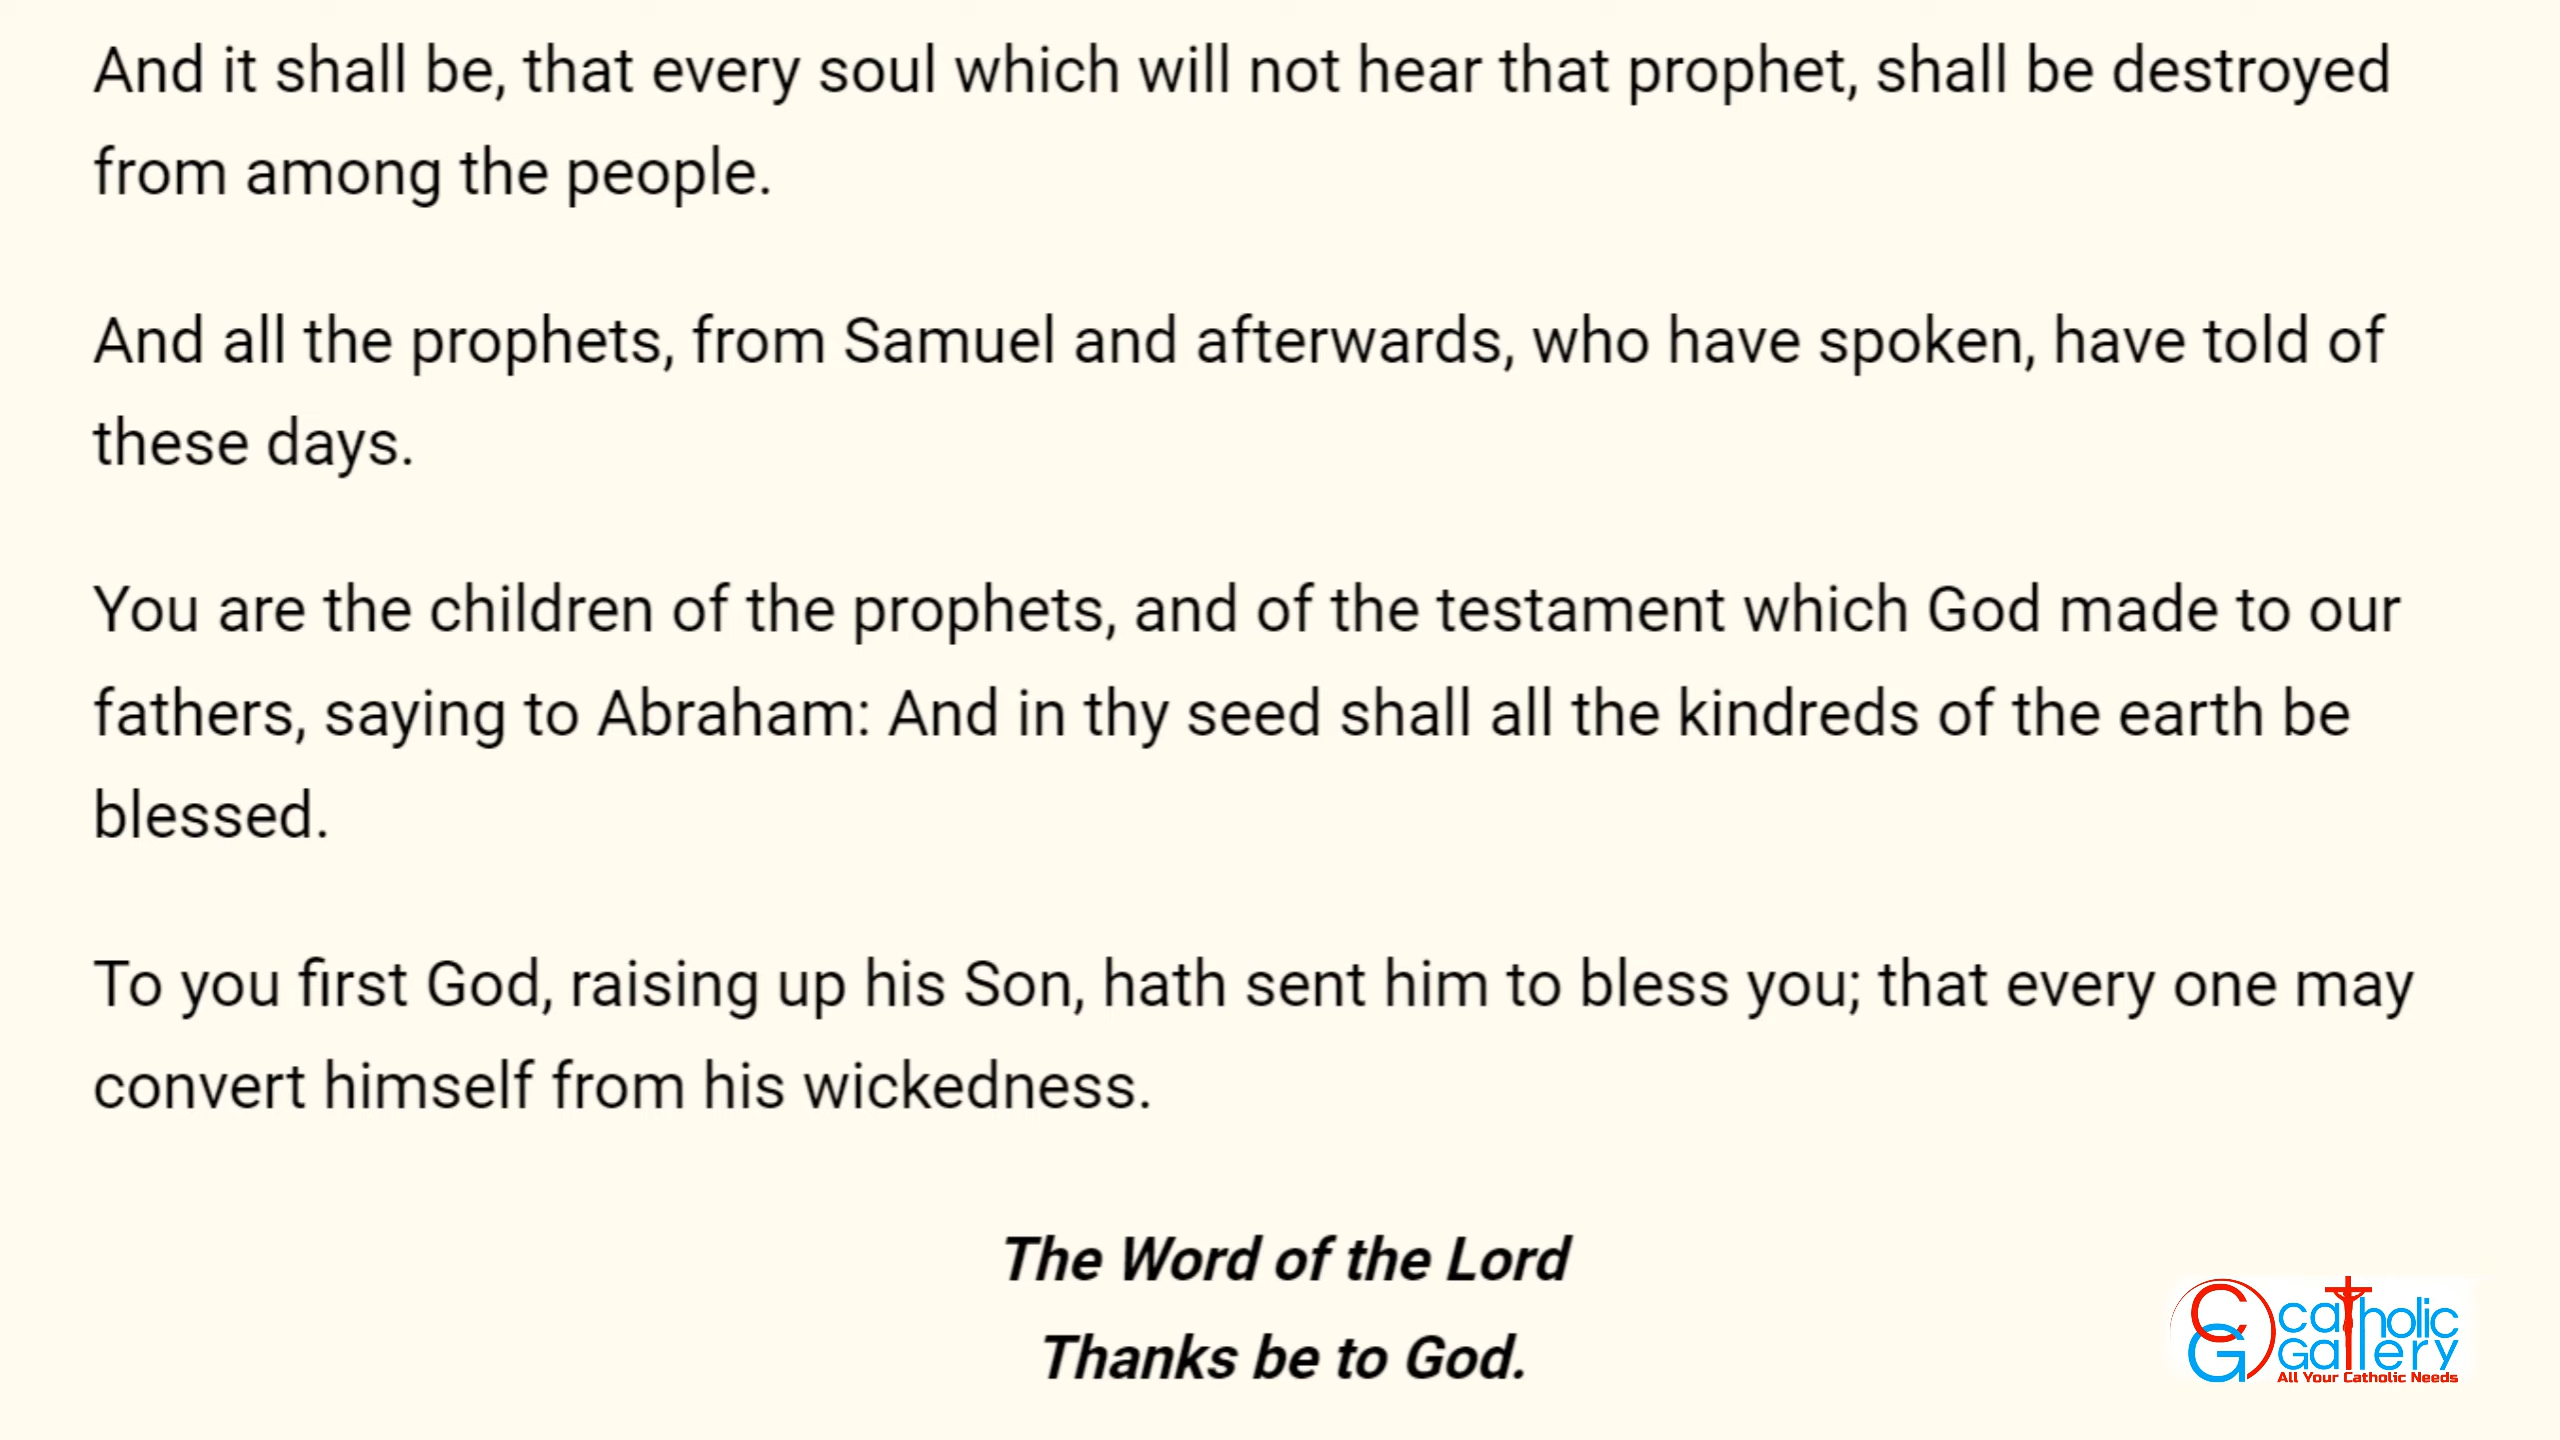 And it shall be, that every soul which will not hear that prophet, shall be destroyed
from among the people.
And all the prophets, from Samuel and afterwards, who have spoken, have told of
these days.
You are the children of the prophets, and of the testament which God made to our
fathers, saying to Abraham: And in thy seed shall all the kindreds of the earth be
blessed.
To you first God, raising up his Son, hath sent him to bless you; that every one may
convert himself from his wickedness.
The Word of the Lord
Thanks be to God.
CG
catholic
Gallery
All Your Catholic Needs